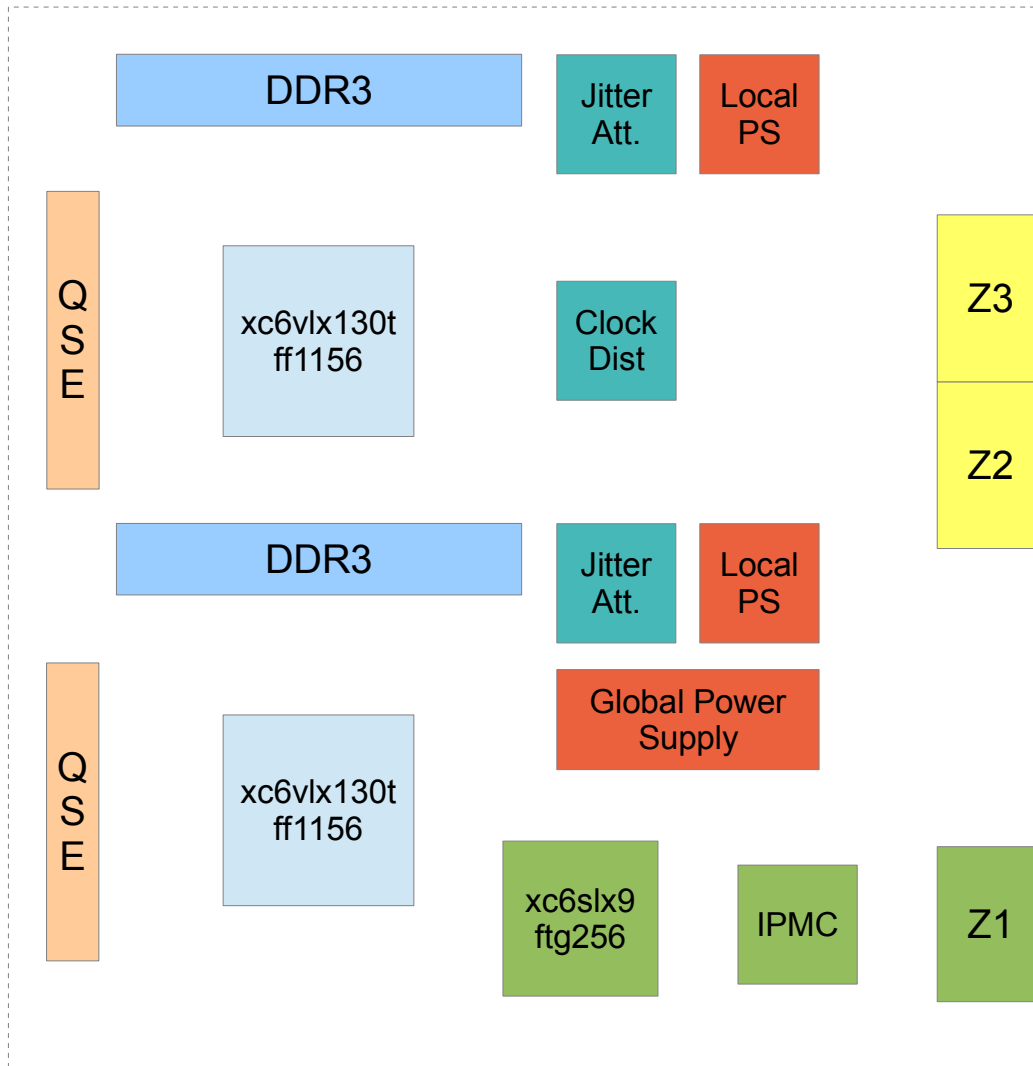 DDR3
Jitter
Att.
Local
PS
Q
S
E
xc6vlx130t
ff1156
Clock
Dist
Z3
Z2
DDR3
Jitter
Att.
Local
PS
Q
S
E
xc6vlx130t
ff1156
Global Power
Supply
xc6slx9
ftg256
IPMC
Z1